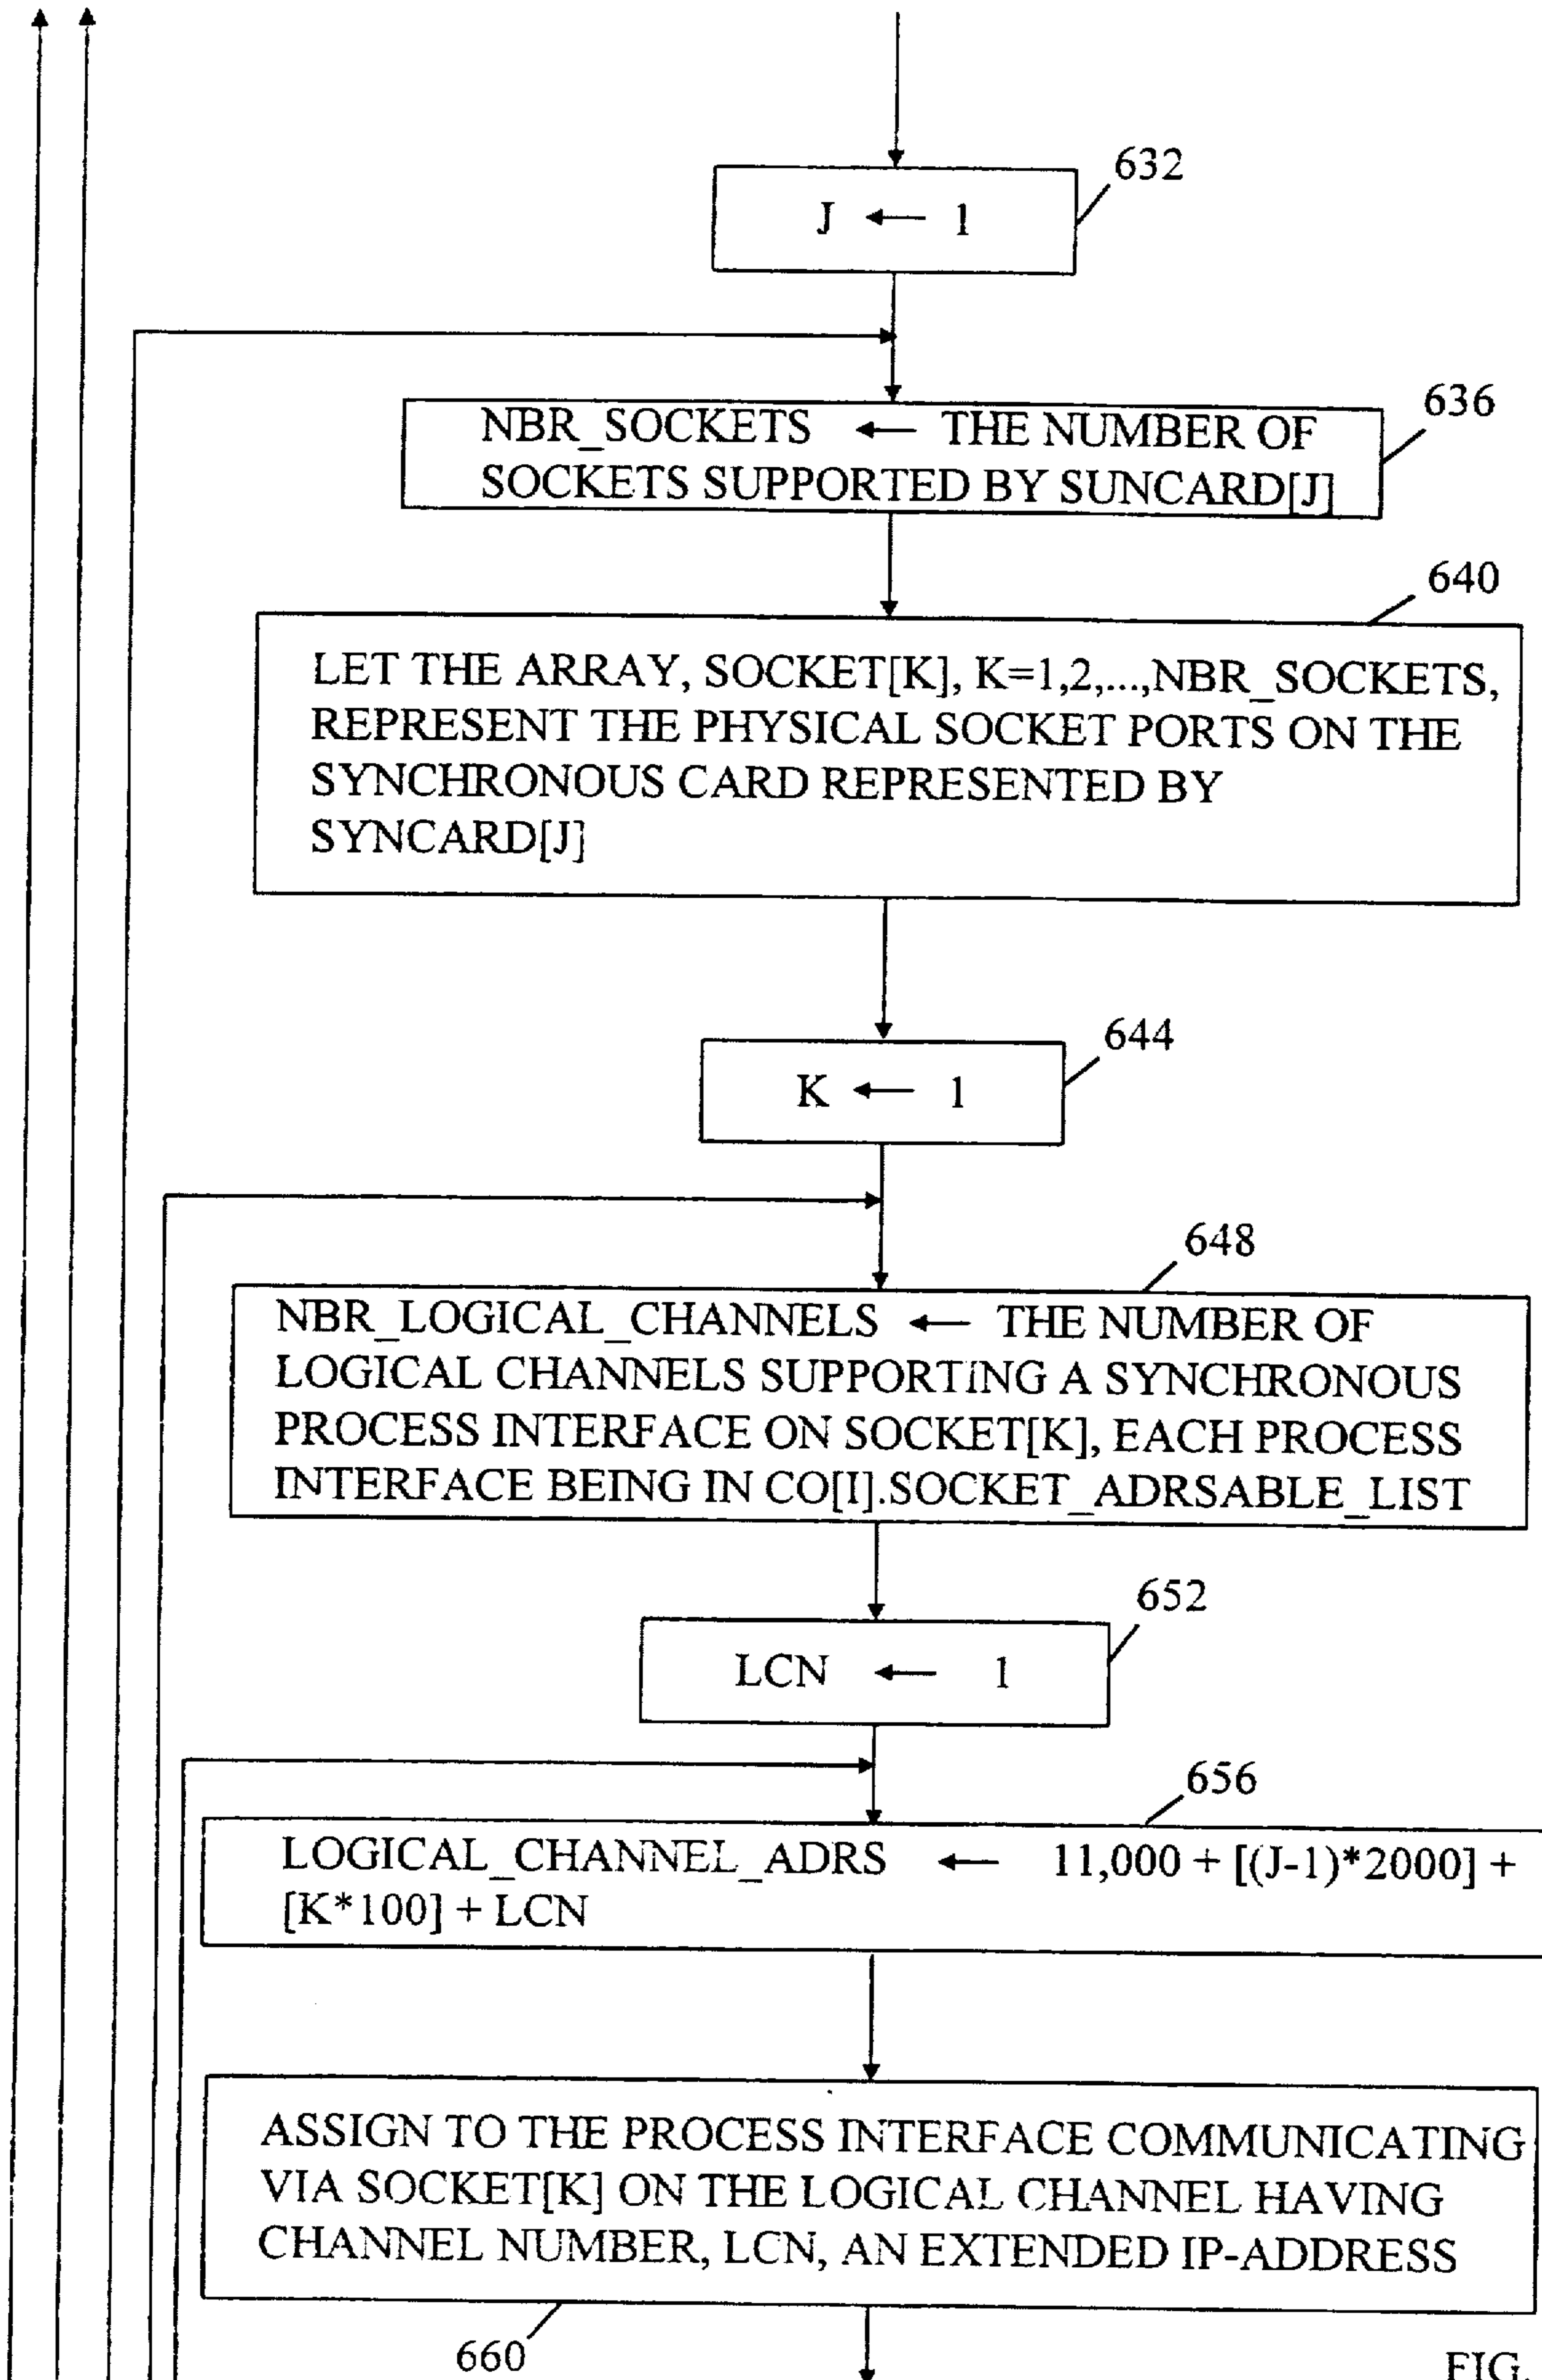 632
J ← 1
636
NBR_SOCKETS ← THE NUMBER OF
SOCKETS SUPPORTED BY SUNCARD[J]
640
LET THE ARRAY, SOCKET[K], K=1,2,...,NBR_SOCKETS,
REPRESENT THE PHYSICAL SOCKET PORTS ON THE
SYNCHRONOUS CARD REPRESENTED BY
SYNCARD[J]
644
K ← 1
648
NBR_LOGICAL_CHANNELS ← THE NUMBER OF
LOGICAL CHANNELS SUPPORTING A SYNCHRONOUS
PROCESS INTERFACE ON SOCKET[K], EACH PROCESS
INTERFACE BEING IN CO[I].SOCKET_ADRSABLE_LIST
652
LCN ← 1
656
LOGICAL_CHANNEL_ADRS ← 11,000 + [(J-1)*2000] +
[K*100] + LCN
ASSIGN TO THE PROCESS INTERFACE COMMUNICATING
VIA SOCKET[K] ON THE LOGICAL CHANNEL HAVING
CHANNEL NUMBER, LCN, AN EXTENDED IP-ADDRESS
660
FIG.